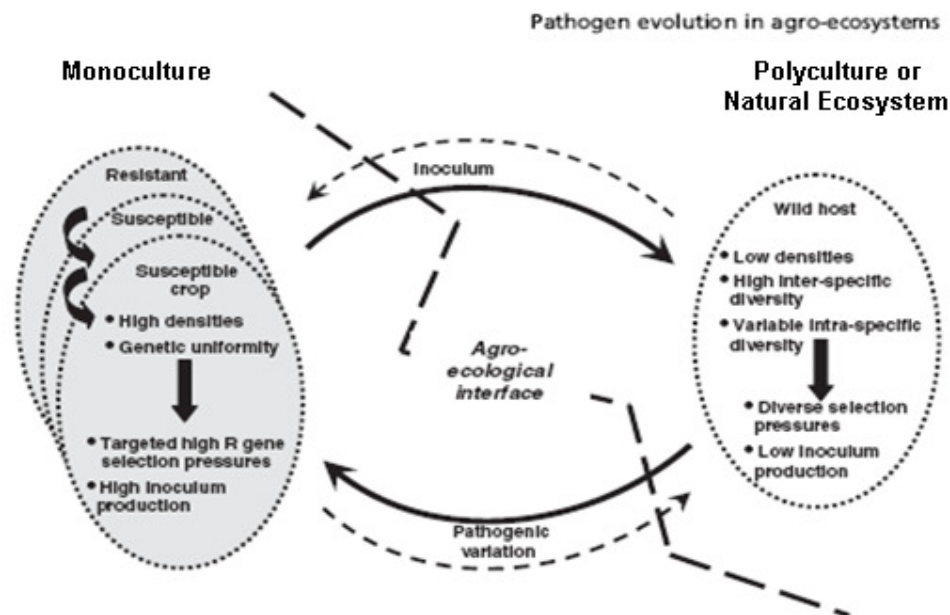 Pathogen evolution in agro-ecosystems
Monoculture
Polyculture or
Natural Ecosystem
Resistant
Susceptible
Susceptible
crop
• High densities
• Genetic uniformity
• Targeted high R gene
selection pressures
• High inoculum
production
Inoculum
Agro-
ecological
interface
Pathogenic
variation
Wild host
• Low densities
• High inter-specific
diversity
• Variable intra-specific
diversity
• Diverse selection
pressures
• Low inoculum
production